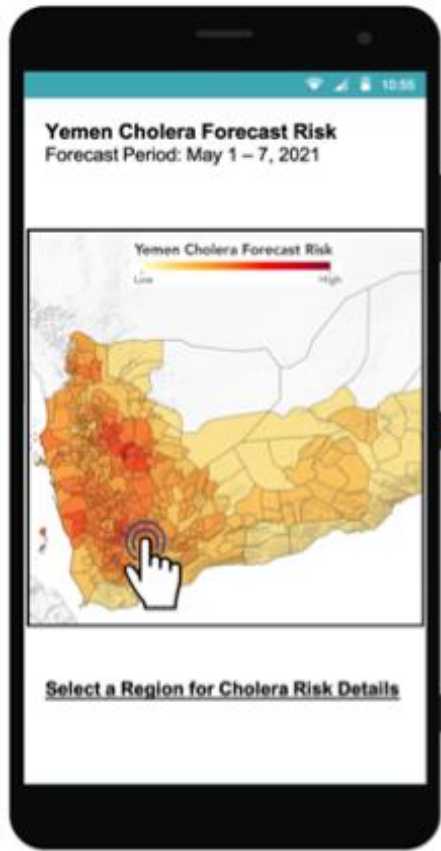 10:55
Yemen Cholera Forecast Risk
Forecast Period: May 1 – 7, 2021
Yemen Cholera Forecast Risk
Low
High
Select a Region for Cholera Risk Details